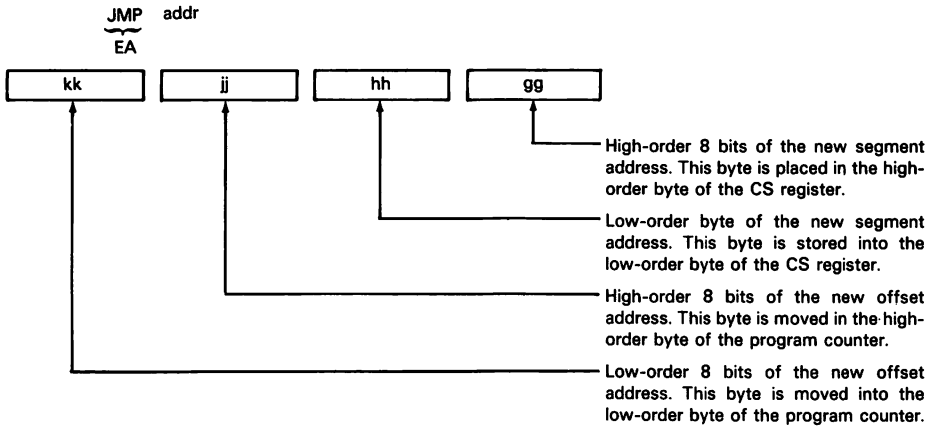 JMP addr
EA
kk jj hh gg
High-order 8 bits of the new segment
address. This byte is placed in the high-
order byte of the CS register.
Low-order byte of the new segment
address. This byte is stored into the
low-order byte of the CS register.
High-order 8 bits of the new offset
address. This byte is moved in the high-
order byte of the program counter.
Low-order 8 bits of the new offset
address. This byte is moved into the
low-order byte of the program counter.